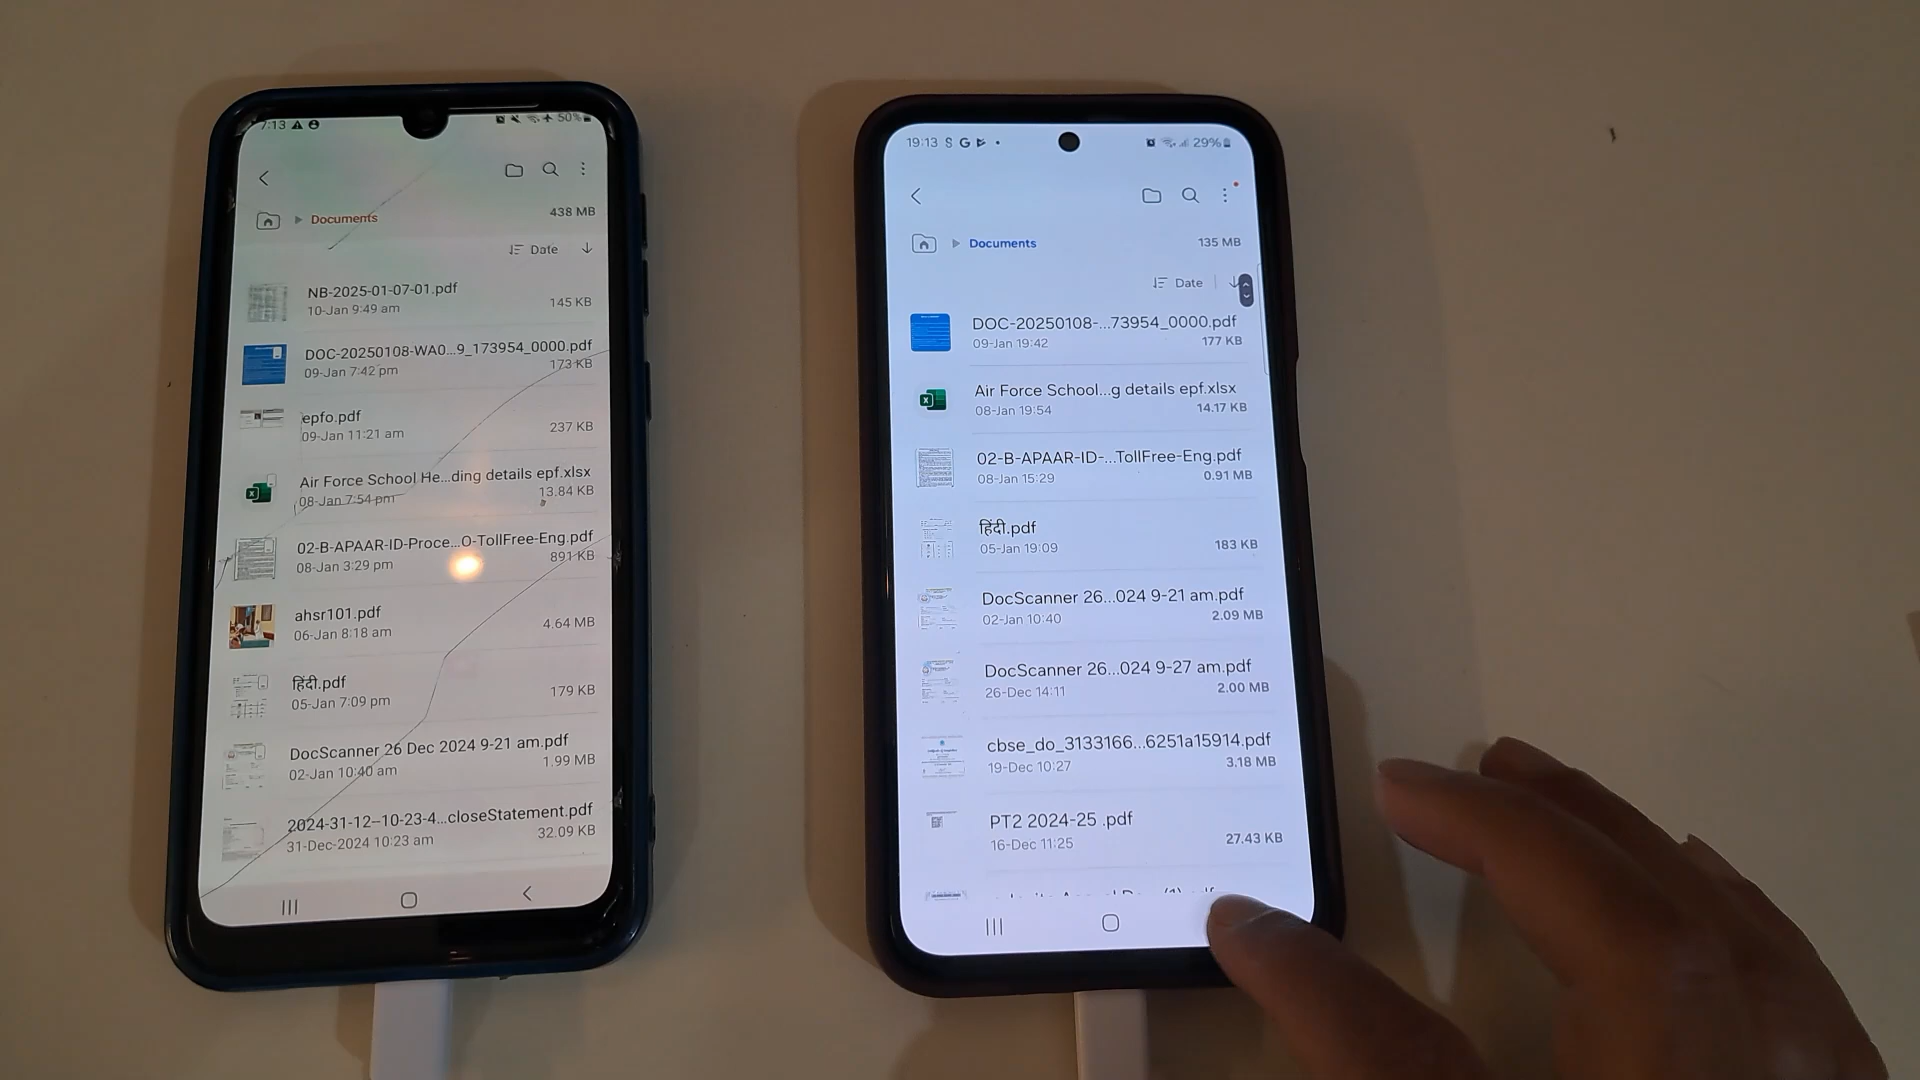 7:13
50%
Documents
438 MB
Date
NB-2025-01-07-01.pdf
10-Jan 9:49 am
145 KB
DOC-20250108-WA0...9_173954_0000.pdf
09-Jan 7:42 pm
173 KB
epfo.pdf
09-Jan 11:21 am
237 KB
Air Force School He...ding details epf.xlsx
08-Jan 7:54 pm
13.84 KB
02-B-APAAR-ID-Proce...O-TollFree-Eng.pdf
08-Jan 3:29 pm
891 KB
ahsr101.pdf
06-Jan 8:18 am
4.64 MB
हिंदी.pdf
05-Jan 7:09 pm
179 KB
DocScanner 26 Dec 2024 9-21 am.pdf
02-Jan 10:40 am
1.99 MB
2024-31-12--10-23-4...closeStatement.pdf
31-Dec-2024 10:23 am
32.09 KB
19:13
29%
Documents
135 MB
Date
DOC-20250108-...73954_0000.pdf
09-Jan 19:42
177 KB
Air Force School...g details epf.xlsx
08-Jan 19:54
14.17 KB
02-B-APAAR-ID-...TollFree-Eng.pdf
08-Jan 15:29
0.91 MB
हिंदी.pdf
05-Jan 19:09
183 KB
DocScanner 26...024 9-21 am.pdf
02-Jan 10:40
2.09 MB
DocScanner 26...024 9-27 am.pdf
26-Dec 14:11
2.00 MB
cbse_do_3133166...6251a15914.pdf
19-Dec 10:27
3.18 MB
PT2 2024-25 .pdf
16-Dec 11:25
27.43 KB